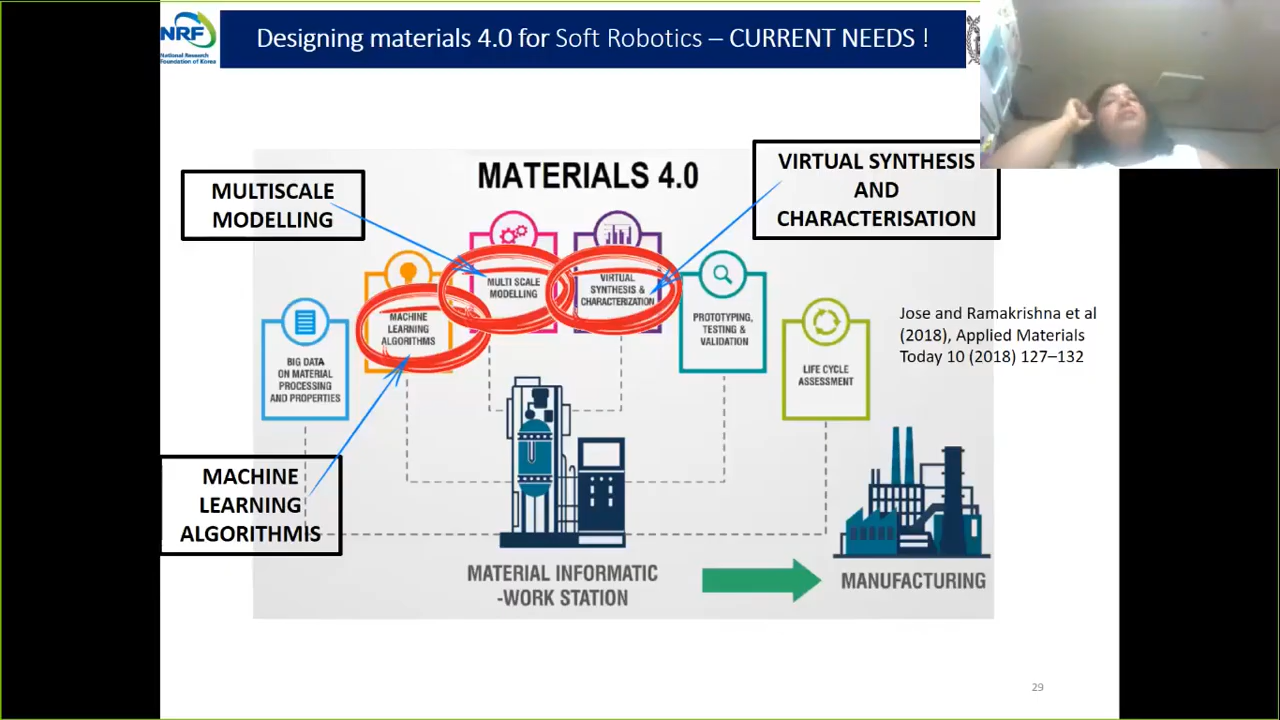 NRF
National Research
Foundation of Korea
Designing materials 4.0 for Soft Robotics – CURRENT NEEDS !
MATERIALS 4.0
MULTISCALE
MODELLING
VIRTUAL SYNTHESIS
AND
CHARACTERISATION
MULTI SCALE
MODELLING
VIRTUAL
SYNTHESIS &
CHARACTERIZATION
MACHINE
LEARNING
ALGORITHMS
PROTOTYPING,
TESTING &
VALIDATION
BIG DATA
ON MATERIAL
PROCESSING
AND PROPERTIES
LIFE CYCLE
ASSESSMENT
Jose and Ramakrishna et al
(2018), Applied Materials
Today 10 (2018) 127–132
MACHINE
LEARNING
ALGORITHMIS
MATERIAL INFORMATIC
-WORK STATION
MANUFACTURING
29